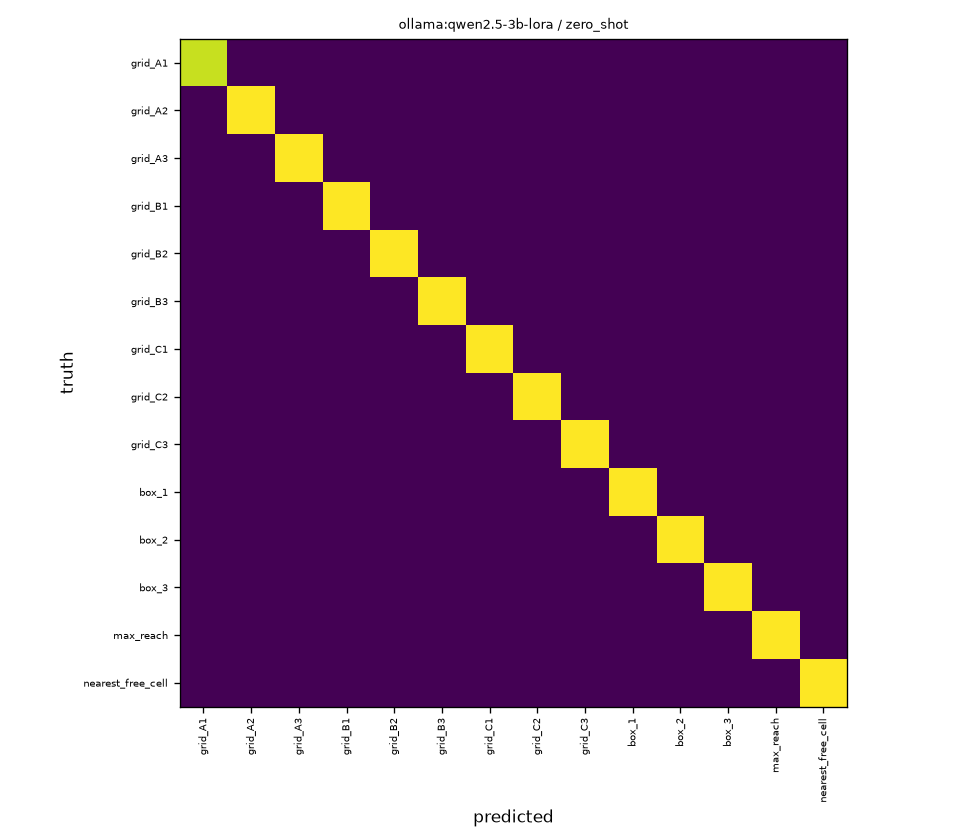 ollama:qwen2.5-3b-lora / zero_shot
grid_A1
grid_A2
grid_A3
grid_B1
grid_B2
grid_B3
grid_C1
grid_C2
grid_C3
box_1
box_2
box_3
max_reach
nearest_free_cell
truth
grid_A1
grid_A2
grid_A3
grid_B1
grid_B2
grid_B3
grid_C1
grid_C2
grid_C3
box_1
box_2
box_3
max_reach
nearest_free_cell
predicted